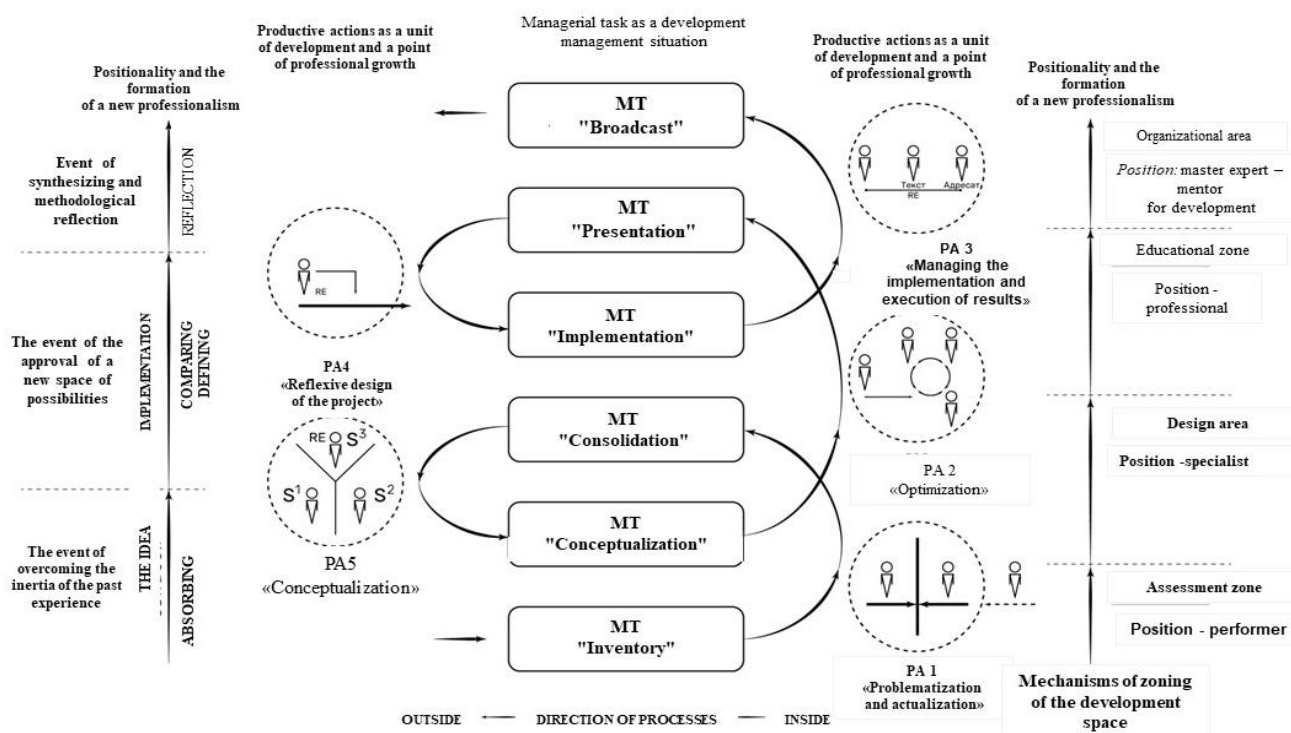 Managerial task as a development
management situation
Productive actions as a unit
of development and a point
of professional growth
Productive actions as a unit
of development and a point
of professional growth
Positionality and the
formation
of a new professionalism
Positionality and the
formation
of a new professionalism
Event of
synthesizing and
methodological
reflection
REFLECTION
The event of the
approval of a
new space of
possibilities
IMPLEMENTATION
COMPARING
DEFINING
The event of
overcoming the
inertia of the past
experience
THE IDEA
ABSORBING
RE
PA4
«Reflexive design
of the project»
RE S³
S¹ S²
PA5
«Conceptualization»
MT
"Broadcast"
MT
"Presentation"
MT
"Implementation"
MT
"Consolidation"
MT
"Conceptualization"
MT
"Inventory"
Текст Адресат
RE
PA 3
«Managing the
implementation and
execution of results»
PA 2
«Optimization»
PA 1
«Problematization
and actualization»
Organizational area
Position: master expert –
mentor
for development
Educational zone
Position -
professional
Design area
Position -specialist
Assessment zone
Position - performer
Mechanisms of zoning
of the development
space
OUTSIDE DIRECTION OF PROCESSES INSIDE